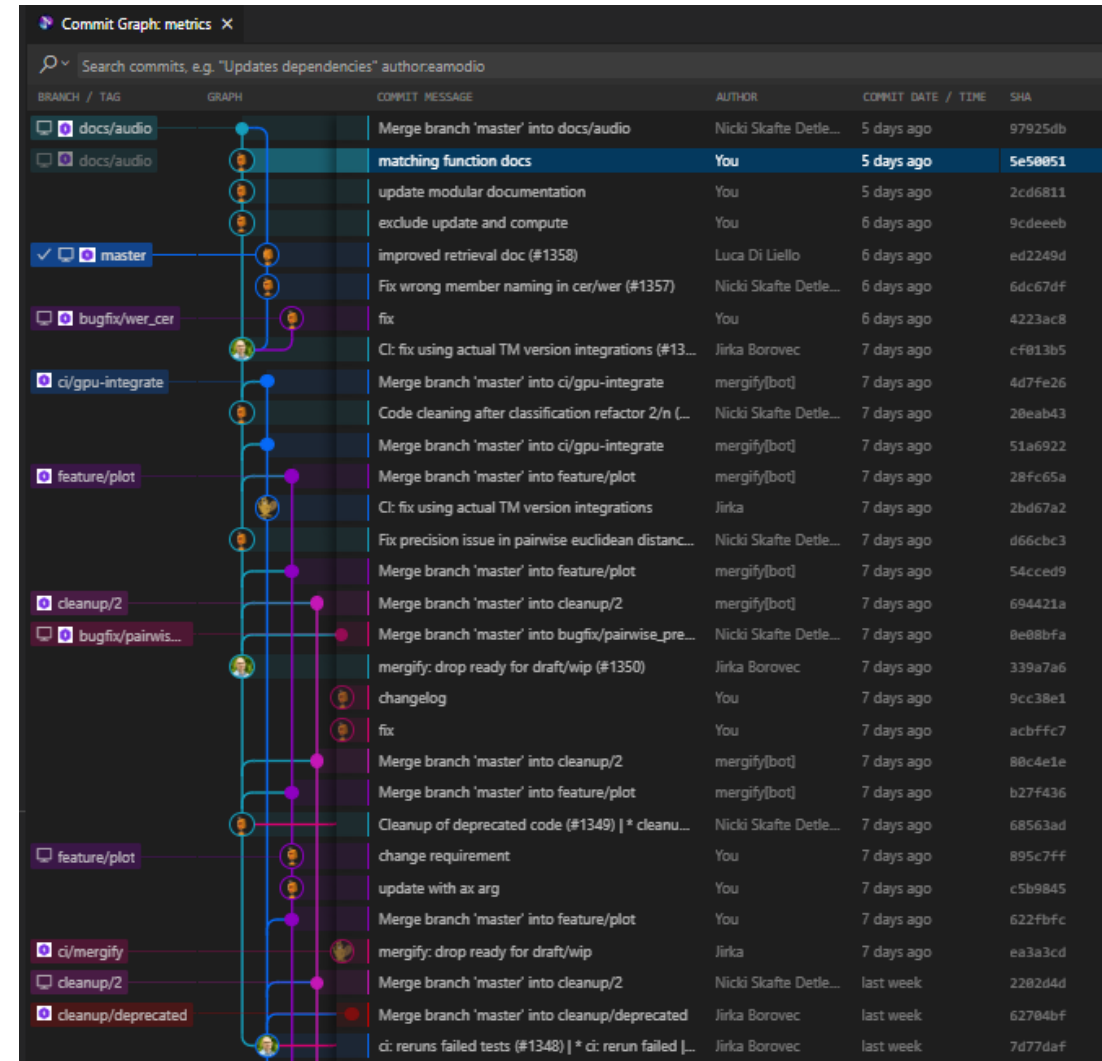 Commit Graph: metrics
Search commits, e.g. "Updates dependencies" author:eamodio
BRANCH / TAG GRAPH COMMIT MESSAGE AUTHOR COMMIT DATE / TIME SHA
docs/audio Merge branch 'master' into docs/audio Nicki Skafte Detle... 5 days ago 97925db
docs/audio matching function docs You 5 days ago 5e50051
update modular documentation You 5 days ago 2cd6811
exclude update and compute You 6 days ago 9cdeeeb
master improved retrieval doc (#1358) Luca Di Liello 6 days ago ed2249d
Fix wrong member naming in cer/wer (#1357) Nicki Skafte Detle... 6 days ago 6dc67df
bugfix/wer_cer fix You 6 days ago 4223ac8
CI: fix using actual TM version integrations (#13... Jirka Borovec 7 days ago cf013b5
ci/gpu-integrate Merge branch 'master' into ci/gpu-integrate mergify[bot] 7 days ago 4d7fe26
Code cleaning after classification refactor 2/n (... Nicki Skafte Detle... 7 days ago 20eab43
Merge branch 'master' into ci/gpu-integrate mergify[bot] 7 days ago 51a6922
feature/plot Merge branch 'master' into feature/plot mergify[bot] 7 days ago 28fc65a
CI: fix using actual TM version integrations Jirka 7 days ago 2bd67a2
Fix precision issue in pairwise euclidean distanc... Nicki Skafte Detle... 7 days ago d66cbc3
Merge branch 'master' into feature/plot mergify[bot] 7 days ago 54cced9
cleanup/2 Merge branch 'master' into cleanup/2 mergify[bot] 7 days ago 694421a
bugfix/pairwis... Merge branch 'master' into bugfix/pairwise_pre... Nicki Skafte Detle... 7 days ago 0e08bfa
mergify: drop ready for draft/wip (#1350) Jirka Borovec 7 days ago 339a7a6
changelog You 7 days ago 9cc38e1
fix You 7 days ago acbffc7
Merge branch 'master' into cleanup/2 mergify[bot] 7 days ago 80c4e1e
Merge branch 'master' into feature/plot mergify[bot] 7 days ago b27f436
Cleanup of deprecated code (#1349) | * cleanu... Nicki Skafte Detle... 7 days ago 68563ad
feature/plot change requirement You 7 days ago 895c7ff
update with ax arg You 7 days ago c5b9845
Merge branch 'master' into feature/plot You 7 days ago 622fbfc
ci/mergify mergify: drop ready for draft/wip Jirka 7 days ago ea3a3cd
cleanup/2 Merge branch 'master' into cleanup/2 Nicki Skafte Detle... last week 2202d4d
cleanup/deprecated Merge branch 'master' into cleanup/deprecated Jirka Borovec last week 62704bf
ci: reruns failed tests (#1348) | * ci: rerun failed |... Jirka Borovec last week 7d77daf